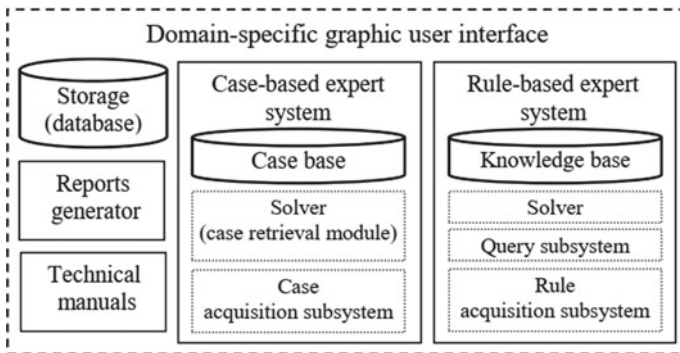 Domain-specific graphic user interface
Storage
(database)
Reports
generator
Technical
manuals
Case-based expert
system
Case base
Solver
(case retrieval module)
Case
acquisition subsystem
Rule-based expert
system
Knowledge base
Solver
Query subsystem
Rule
acquisition subsystem